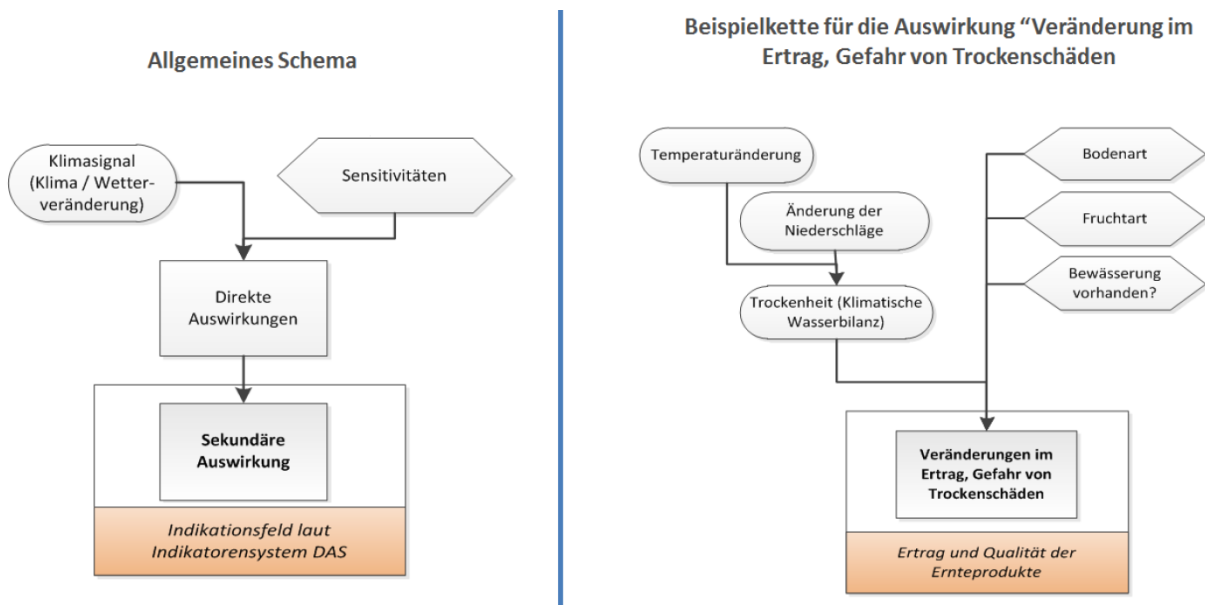 Allgemeines Schema
Klimasignal
(Klima / Wetter-
veränderung)
Sensitivitäten
Direkte
Auswirkungen
Sekundäre
Auswirkung
Indikationsfeld laut
Indikatorensystem DAS
Beispielkette für die Auswirkung “Veränderung im
Ertrag, Gefahr von Trockenschäden
Temperaturänderung
Änderung der
Niederschläge
Trockenheit (Klimatische
Wasserbilanz)
Bodenart
Fruchtart
Bewässerung
vorhanden?
Veränderungen im
Ertrag, Gefahr von
Trockenschäden
Ertrag und Qualität der
Ernteprodukte